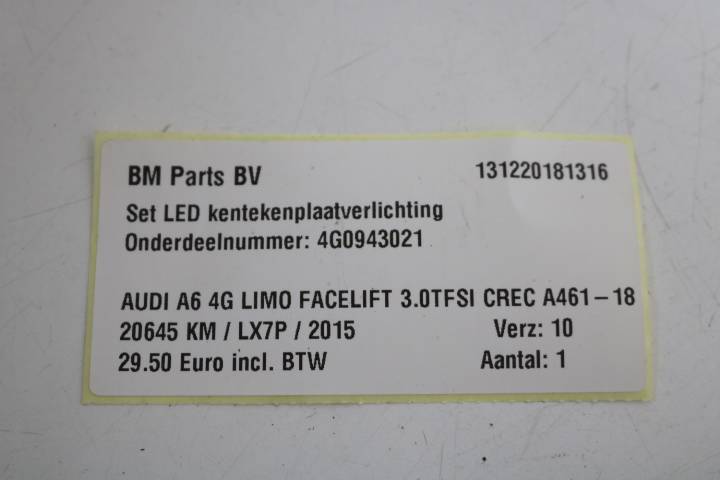 BM Parts BV 131220181316
Set LED kentekenplaatverlichting
Onderdeelnummer: 4G0943021
AUDI A6 4G LIMO FACELIFT 3.0TFSI CREC A461-18
20645 KM / LX7P / 2015 Verz: 10
29.50 Euro incl. BTW Aantal: 1